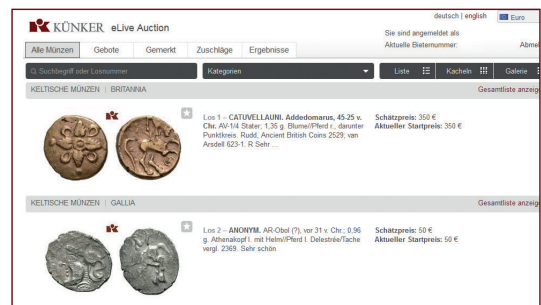 deutsch | english
Euro
KÜNKER eLive Auction
Sie sind angemeldet als
Aktuelle Bieternummer:
Abmel
Alle Münzen Gebote Gemerkt Zuschläge Ergebnisse
Suchbegriff oder Losnummer Kategorien Liste Kacheln Galerie
KELTISCHE MÜNZEN | BRITANNIA Gesamtliste anzeig
Los 1 – CATUVELLAUNI. Addedomarus, 45-25 v. Schätzpreis: 350 €
Chr. AV-1/4 Stater; 1,35 g. Blume//Pferd r., darunter Aktueller Startpreis: 350 €
Punktkreis. Rudd, Ancient British Coins 2529; van
Arsdell 623-1. R Sehr ...
KELTISCHE MÜNZEN | GALLIA Gesamtliste anzeig
Los 2 – ANONYM. AR-Obol (?), vor 31 v. Chr.; 0,96 Schätzpreis: 50 €
g. Athenakopf l. mit Helm//Pferd l. Delestrée/Tache Aktueller Startpreis: 50 €
vergl. 2369. Sehr schön